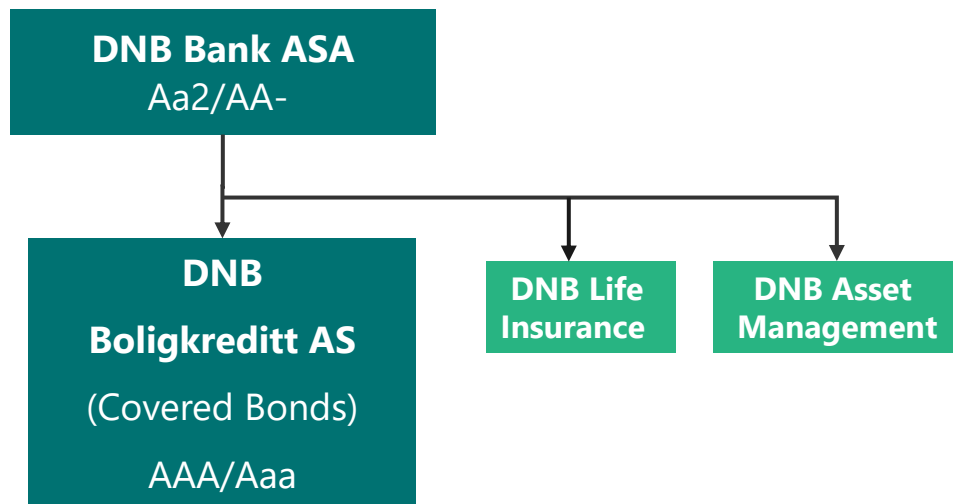 DNB Bank ASA
Aa2/AA-
DNB
Boligkreditt AS
(Covered Bonds)
AAA/Aaa
DNB Life
Insurance
DNB Asset
Management